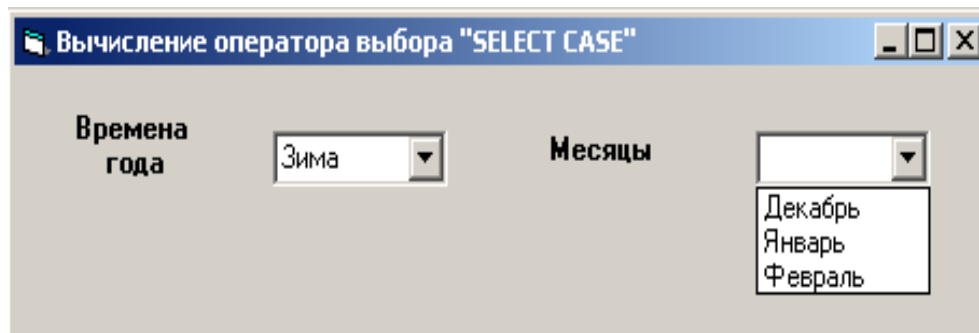 Вычисление оператора выбора "SELECT CASE"
Времена
года
Зима
Месяцы
Декабрь
Январь
Февраль